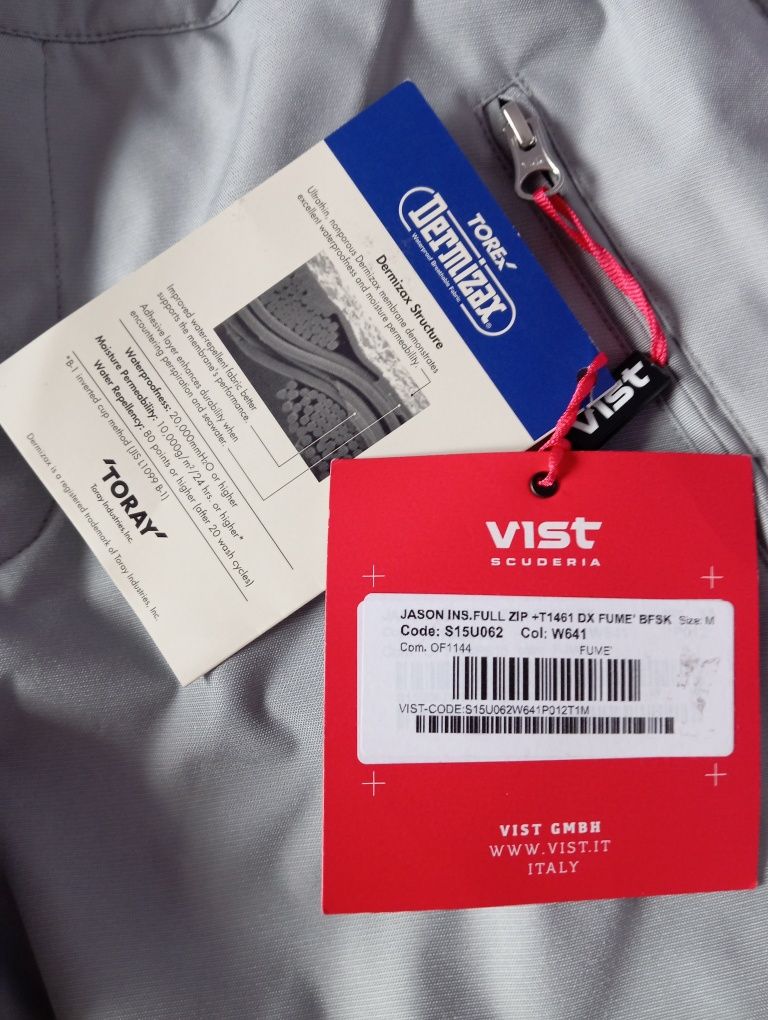 TOREX
Dermizax®
Waterproof Breathable Fabric
Dermizax Structure
Ultrathin, nonporous Dermizax membrane demonstrates
excellent waterproofness and moisture permeability.
Improved water-repellent fabric better
supports the membrane's performance.
Adhesive layer enhances durability when
encountering perspiration and seawater.
Waterproofness: 20,000mmH₂O or higher
Moisture Permeability: 10,000g/m²/24 hrs. or higher*
Water Repellency: 80 points or higher (after 20 wash cycles)
*B-1 inverted cup method (JIS L1099 B-1)
'TORAY'
Toray Industries, Inc.
Dermizax is a registered trademark of Toray Industries, Inc.
vist
vist
SCUDERIA
JASON INS.FULL ZIP +T1461 DX FUME' BFSK Size: M
Code: S15U062 Col: W641
Com. OF1144 FUME'
VIST-CODE:S15U062W641P012T1M
VIST GMBH
WWW.VIST.IT
ITALY